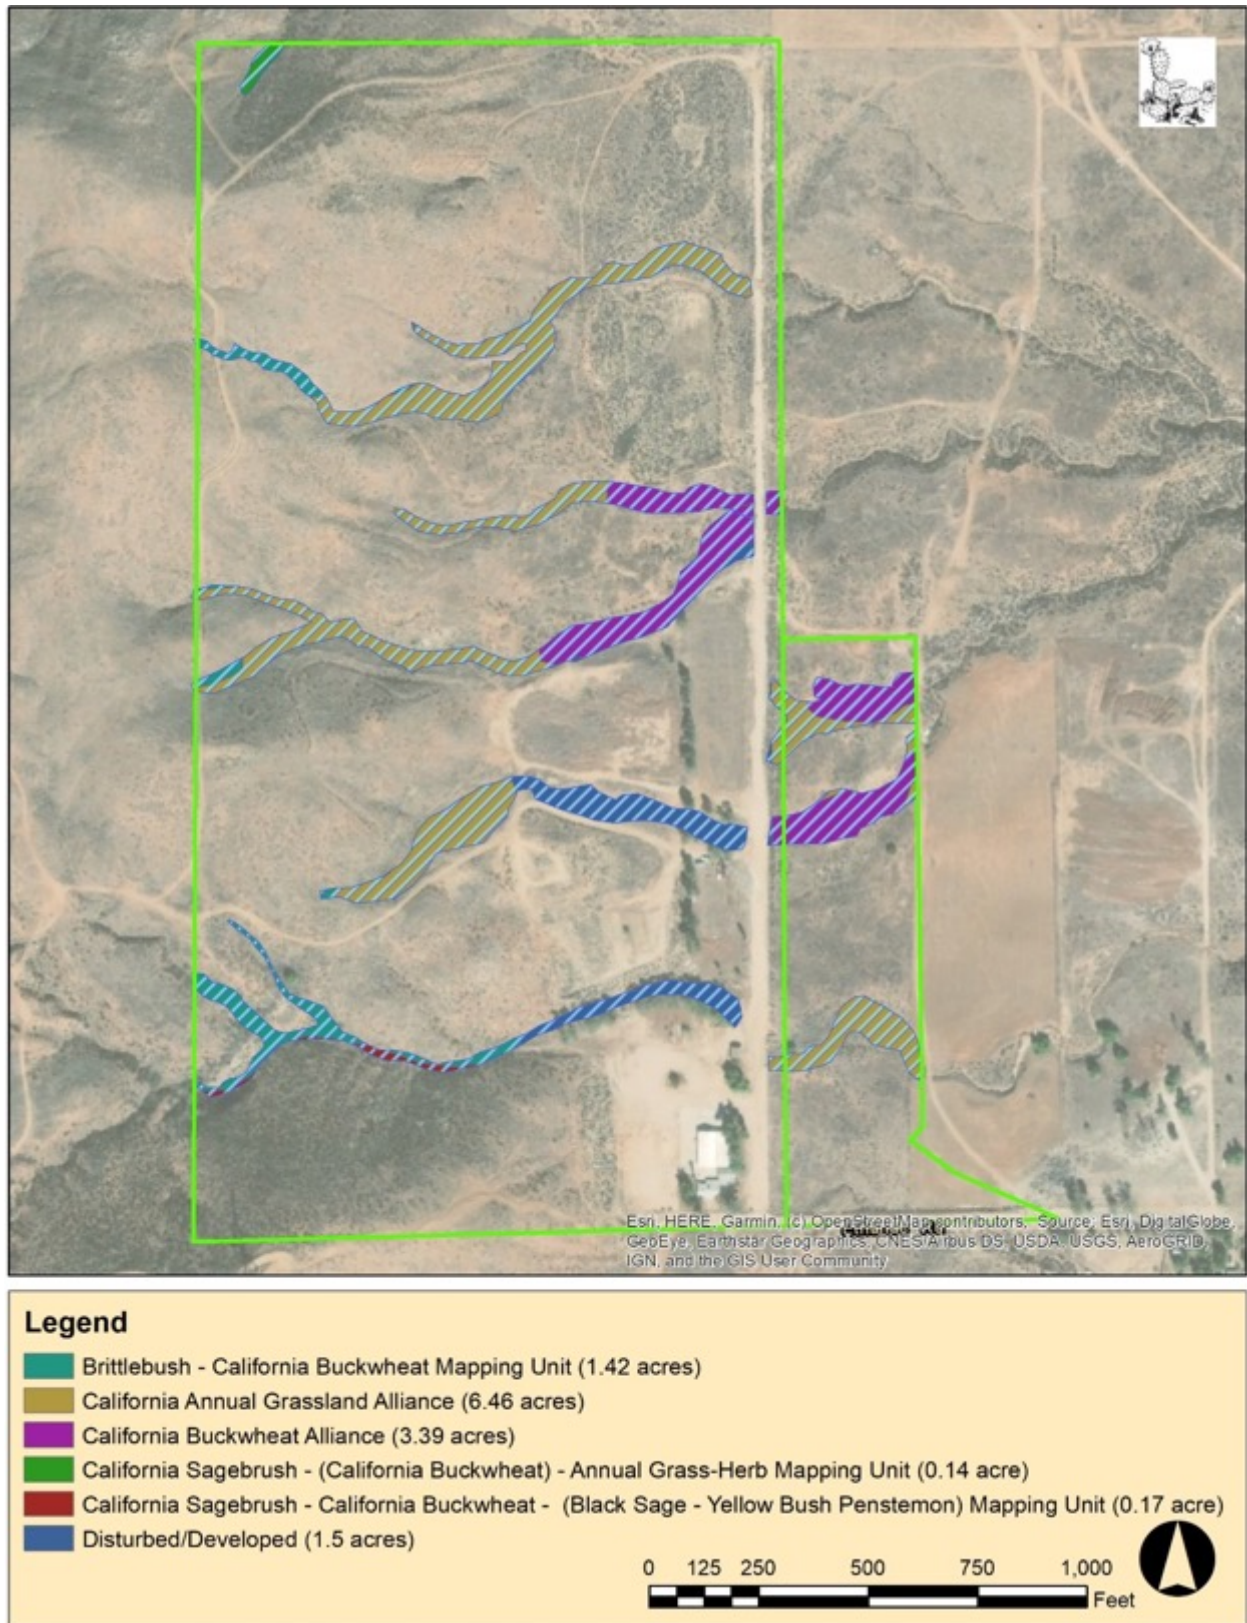 Esri, HERE, Garmin, (c) OpenStreetMap contributors, Source: Esri, DigitalGlobe,
GeoEye, Earthstar Geographics, CNES/Airbus DS, USDA, USGS, AeroGRID,
IGN, and the GIS User Community
Legend
Brittlebush - California Buckwheat Mapping Unit (1.42 acres)
California Annual Grassland Alliance (6.46 acres)
California Buckwheat Alliance (3.39 acres)
California Sagebrush - (California Buckwheat) - Annual Grass-Herb Mapping Unit (0.14 acre)
California Sagebrush - California Buckwheat - (Black Sage - Yellow Bush Penstemon) Mapping Unit (0.17 acre)
Disturbed/Developed (1.5 acres)
0 125 250 500 750 1,000
Feet